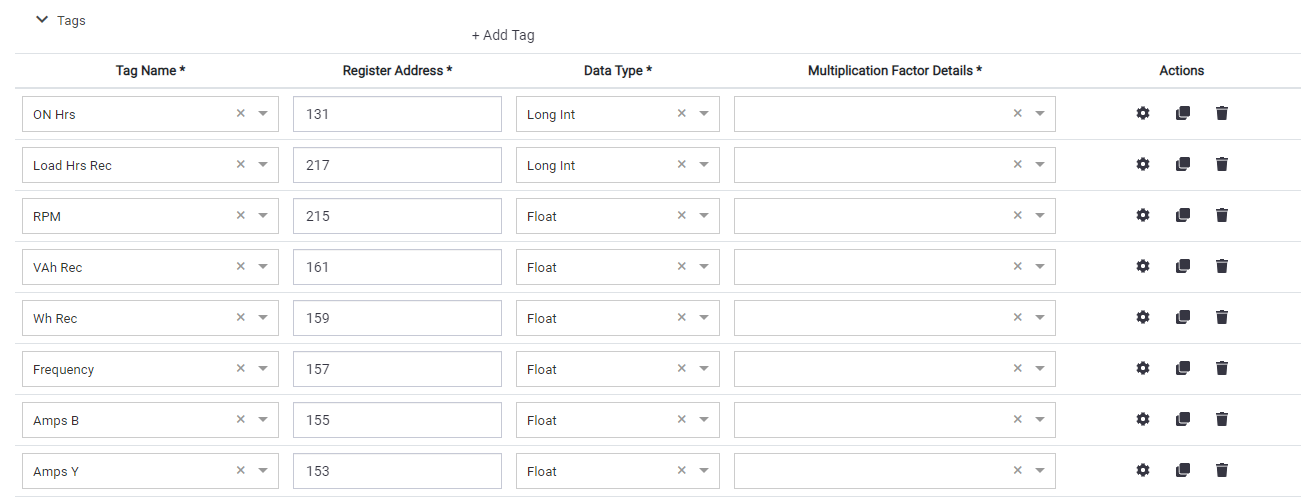 Tags
+ Add Tag
Tag Name * Register Address * Data Type * Multiplication Factor Details * Actions
ON Hrs 131 Long Int
Load Hrs Rec 217 Long Int
RPM 215 Float
VAh Rec 161 Float
Wh Rec 159 Float
Frequency 157 Float
Amps B 155 Float
Amps Y 153 Float